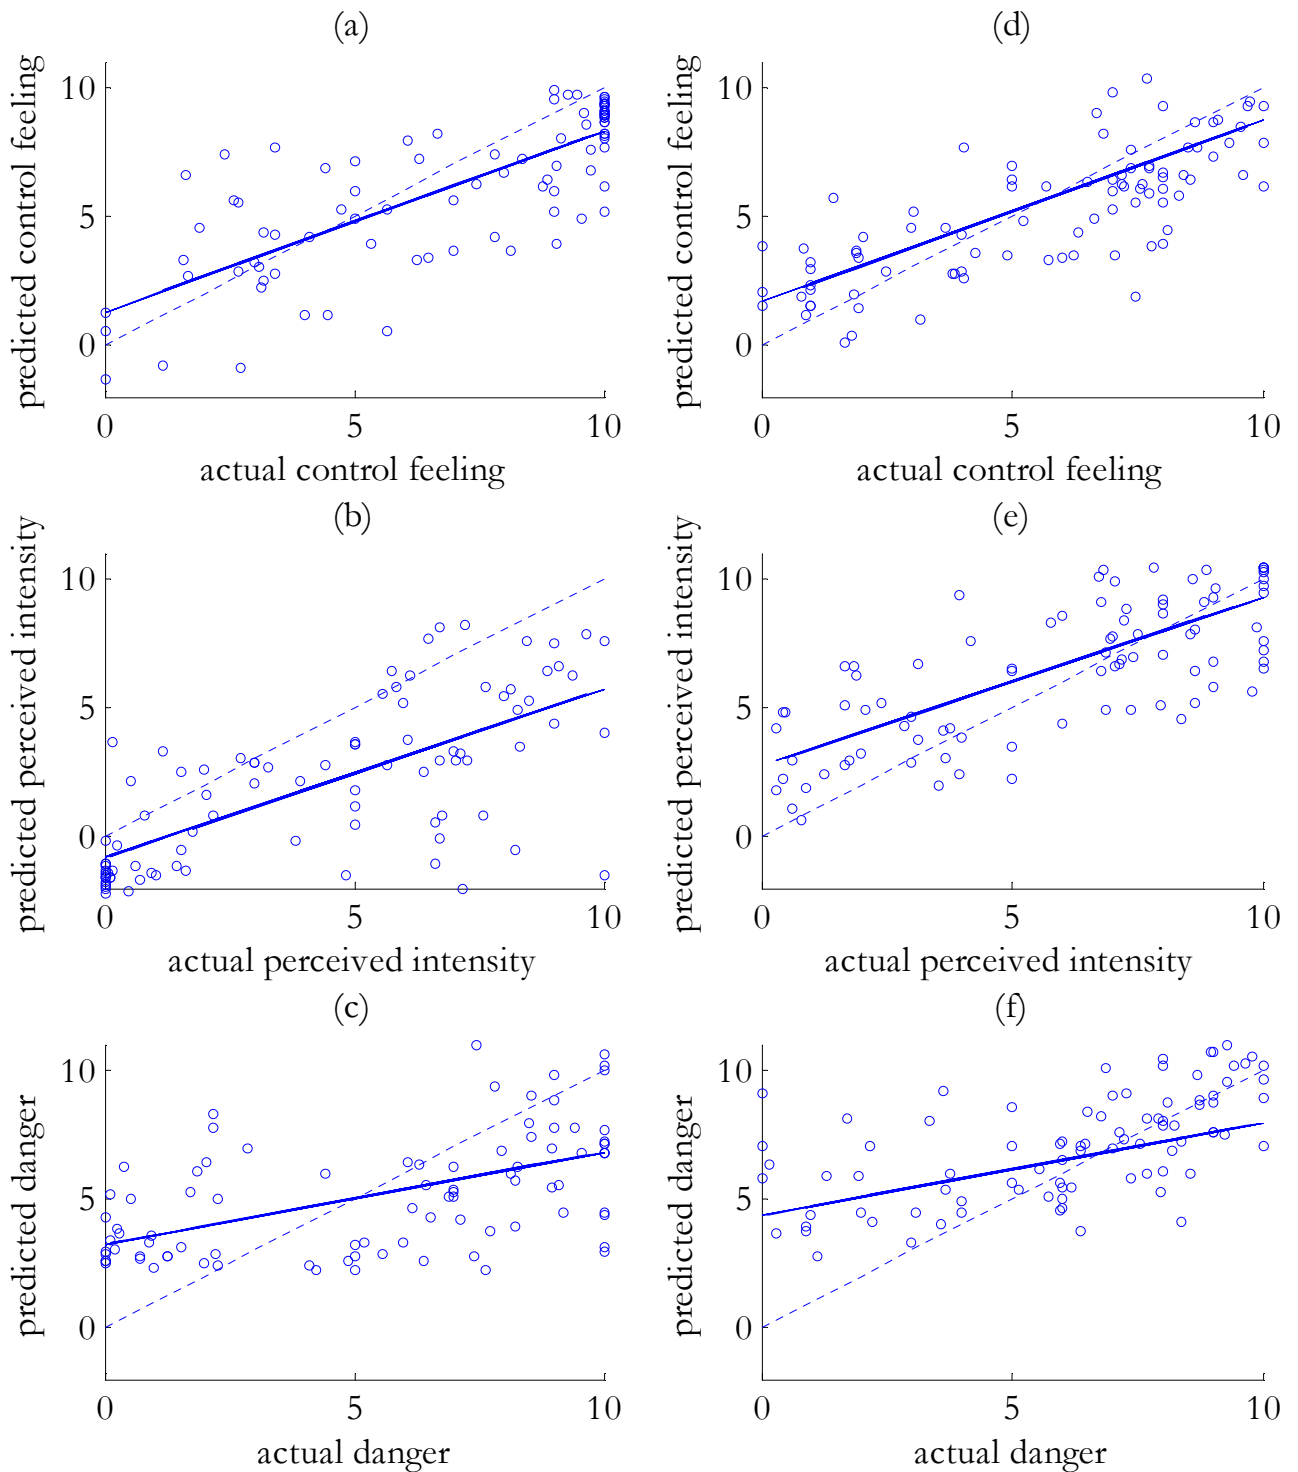 (a)
predicted control feeling
10
5
0
0 5 10
actual control feeling
(d)
predicted control feeling
10
5
0
0 5 10
actual control feeling
(b)
predicted perceived intensity
10
5
0
0 5 10
actual perceived intensity
(e)
predicted perceived intensity
10
5
0
0 5 10
actual perceived intensity
(c)
predicted danger
10
5
0
0 5 10
actual danger
(f)
predicted danger
10
5
0
0 5 10
actual danger